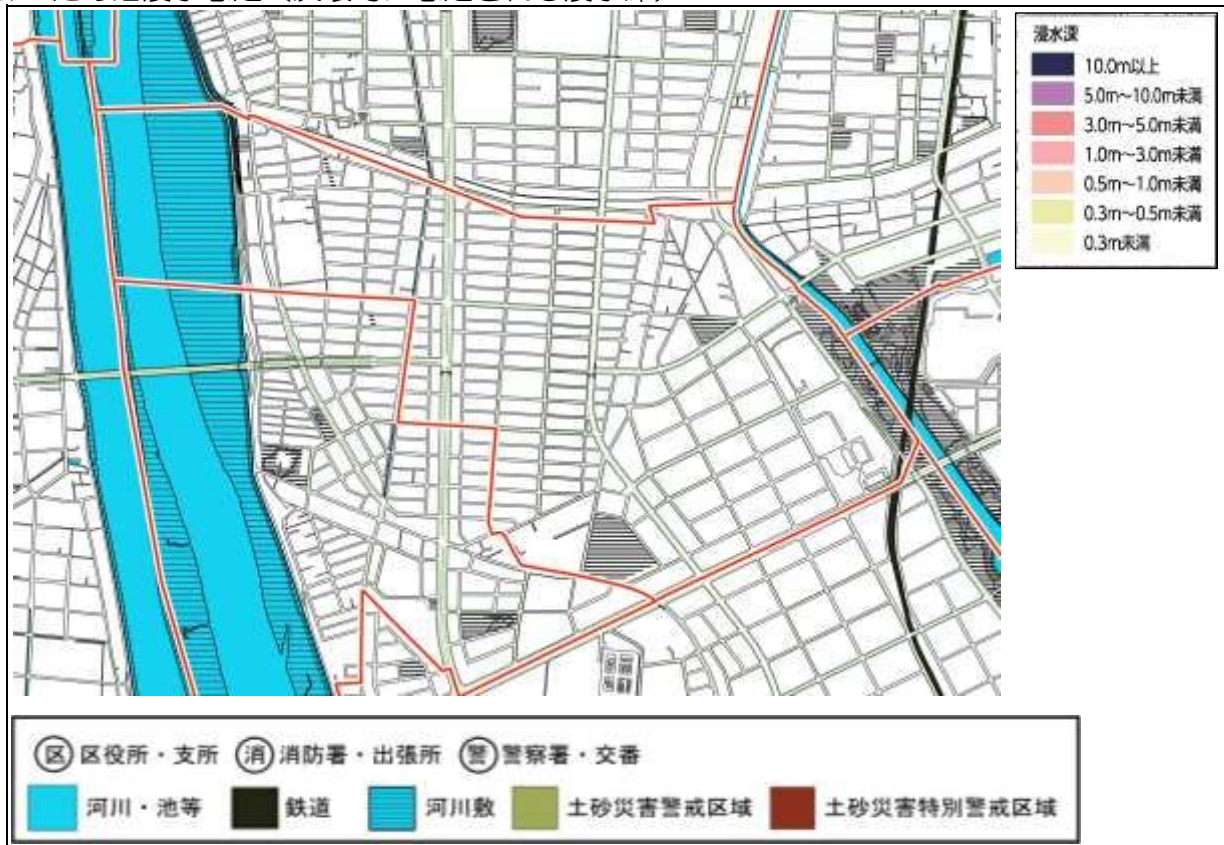 浸水深
10.0m以上
5.0m～10.0m未満
3.0m～5.0m未満
1.0m～3.0m未満
0.5m～1.0m未満
0.3m～0.5m未満
0.3m未満
区 区役所・支所 消 消防署・出張所 警 警察署・交番
河川・池等 鉄道 河川敷 土砂災害警戒区域 土砂災害特別警戒区域